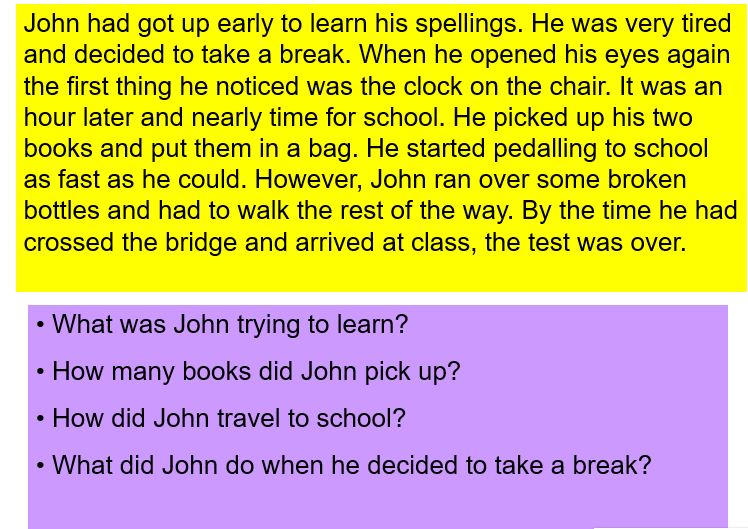 John had got up early to learn his spellings. He was very tired
and decided to take a break. When he opened his eyes again
the first thing he noticed was the clock on the chair. It was an
hour later and nearly time for school. He picked up his two
books and put them in a bag. He started pedalling to school
as fast as he could. However, John ran over some broken
bottles and had to walk the rest of the way. By the time he had
crossed the bridge and arrived at class, the test was over.
• What was John trying to learn?
• How many books did John pick up?
• How did John travel to school?
• What did John do when he decided to take a break?